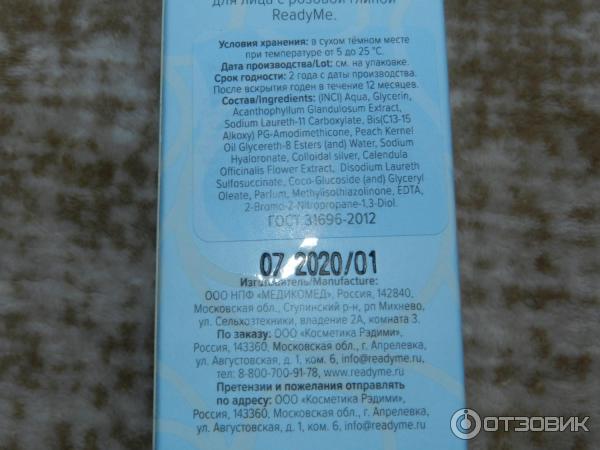 для лица с розовой глиной
ReadyMe.
Условия хранения: в сухом тёмном месте
при температуре от 5 до 25 °C.
Дата производства/Lot: см. на упаковке.
Срок годности: 2 года с даты производства.
После вскрытия годен в течение 12 месяцев.
Состав/Ingredients: (INCI) Aqua, Glycerin,
Acanthophyllum Glandulosum Extract,
Sodium Laureth-11 Carboxylate, Bis(C13-15
Alkoxy) PG-Amodimethicone, Peach Kernel
Oil Glycereth-8 Esters (and) Water, Sodium
Hyaluronate, Colloidal silver, Calendula
Officinalis Flower Extract, Disodium Laureth
Sulfosuccinate, Coco-Glucoside (and) Glyceryl
Oleate, Parfum, Methylisothiazolinone, EDTA,
2-Bromo-2-Nitropropane-1,3-Diol.
ГОСТ 31696-2012
07 2020/01
Изготовитель/Manufacture:
ООО НПФ «МЕДИКОМЕД», Россия, 142840,
Московская обл., Ступинский р-н, рп Михнево,
ул. Сельхозтехники, владение 2А, комната 3.
По заказу: ООО «Косметика Рэдими»,
Россия, 143360, Московская обл., г. Апрелевка,
ул. Августовская, д. 1, ком. 6, info@readyme.ru,
тел: 8-800-700-91-78, www.readyme.ru.
Претензии и пожелания отправлять
по адресу: ООО «Косметика Рэдими»,
Россия, 143360, Московская обл., г. Апрелевка,
ул. Августовская, д. 1, ком. 6, info@readyme.ru.
ОТЗОВИК